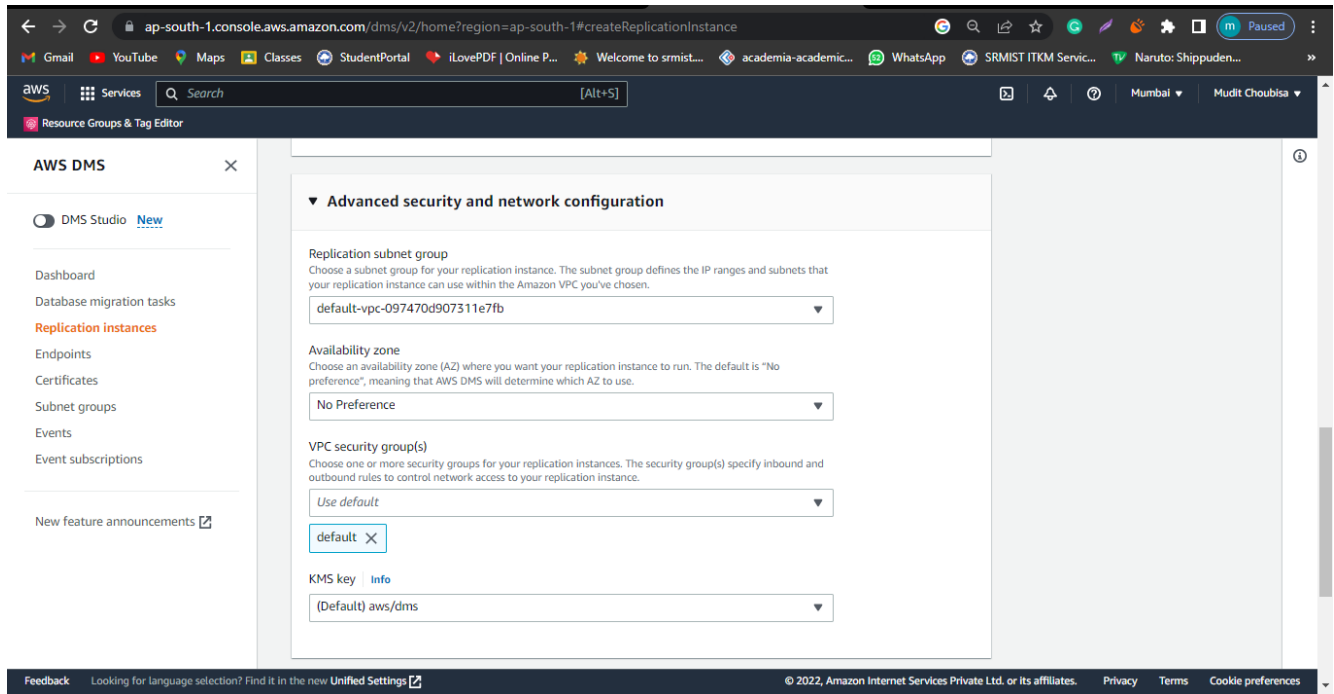 ap-south-1.console.aws.amazon.com/dms/v2/home?region=ap-south-1#createReplicationInstance
m Paused
Gmail YouTube Maps Classes StudentPortal iLovePDF | Online P... Welcome to srmist... academia-academic... WhatsApp SRMIST ITKM Servic... Naruto: Shippuden... »
aws Services Search [Alt+S] Mumbai ▼ Mudit Choubisa ▼
Resource Groups & Tag Editor
AWS DMS
DMS Studio New
Dashboard
Database migration tasks
Replication instances
Endpoints
Certificates
Subnet groups
Events
Event subscriptions
New feature announcements
▼ Advanced security and network configuration
Replication subnet group
Choose a subnet group for your replication instance. The subnet group defines the IP ranges and subnets that
your replication instance can use within the Amazon VPC you've chosen.
default-vpc-097470d907311e7fb
Availability zone
Choose an availability zone (AZ) where you want your replication instance to run. The default is "No
preference", meaning that AWS DMS will determine which AZ to use.
No Preference
VPC security group(s)
Choose one or more security groups for your replication instances. The security group(s) specify inbound and
outbound rules to control network access to your replication instance.
Use default
default
KMS key Info
(Default) aws/dms
Feedback Looking for language selection? Find it in the new Unified Settings © 2022, Amazon Internet Services Private Ltd. or its affiliates. Privacy Terms Cookie preferences